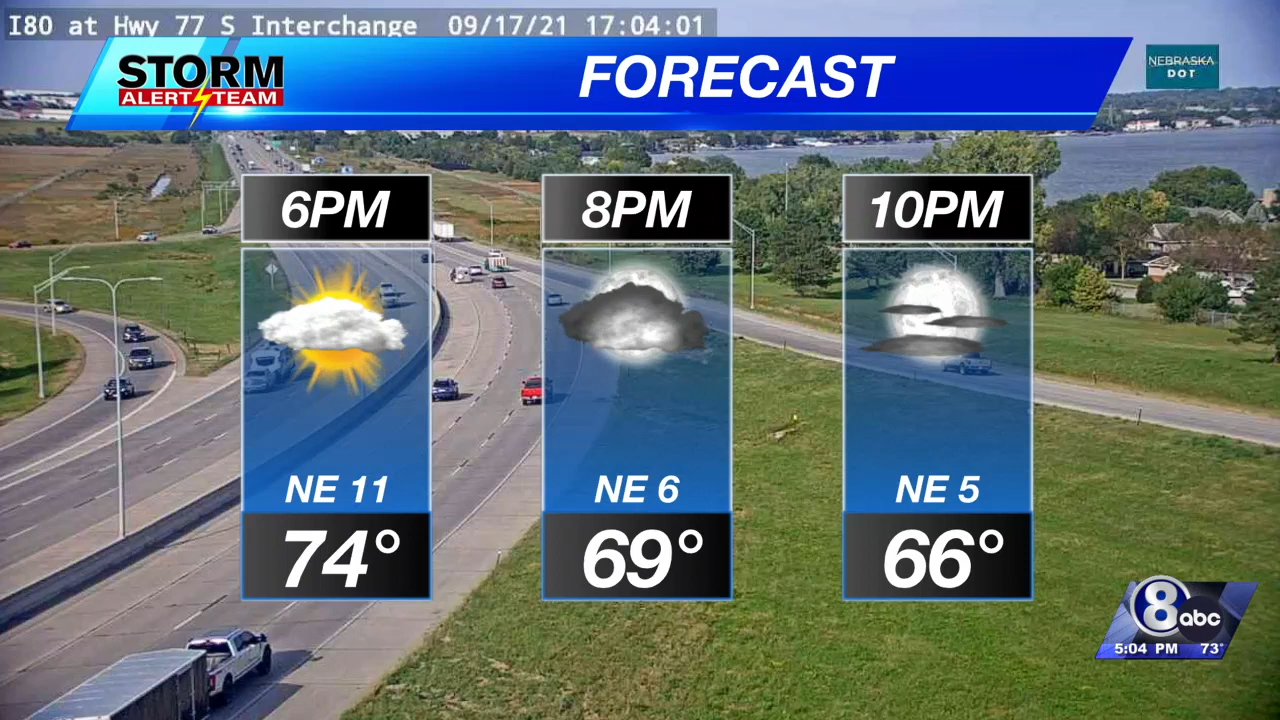 I80 at Hwy 77 S Interchange 09/17/21 17:04:01
STORM
ALERT TEAM
FORECAST
NEBRASKA
DOT
6PM
8PM
10PM
NE 11
NE 6
NE 5
74°
69°
66°
8 abc
5:04 PM 73°